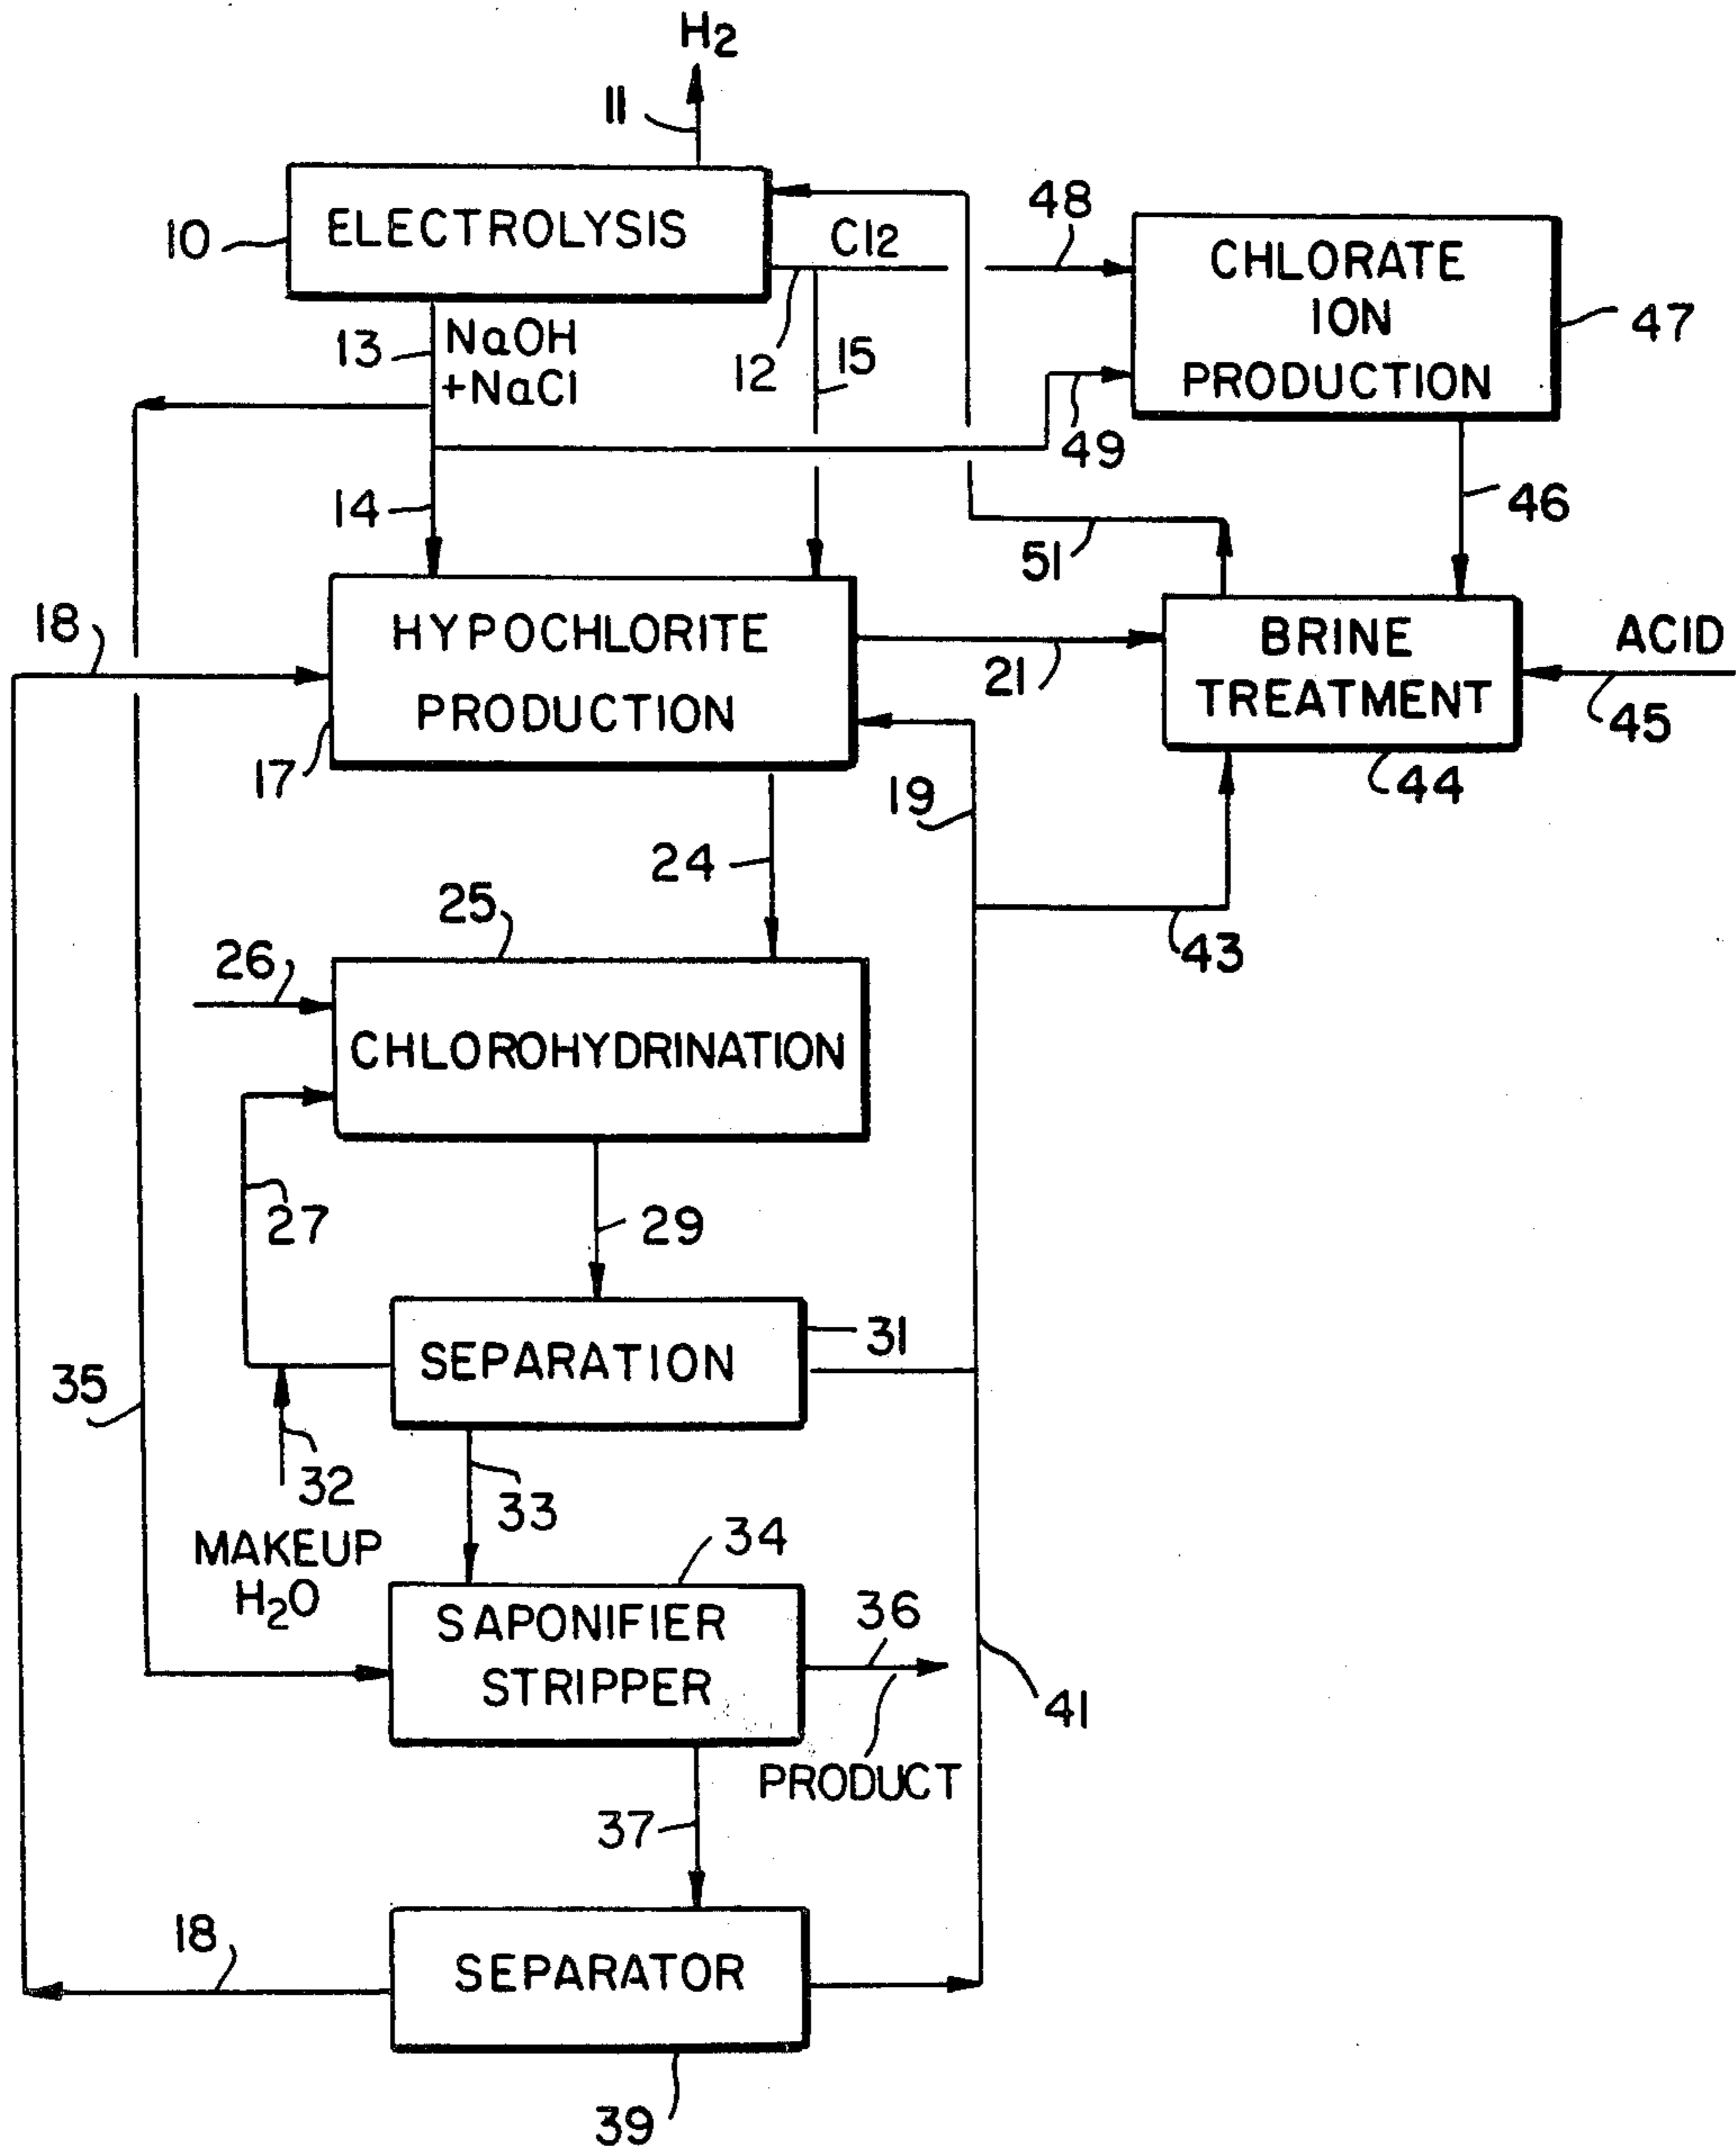 H2
11
10
ELECTROLYSIS
Cl2
48
CHLORATE
ION
PRODUCTION
47
13
NaOH
+NaCl
12
15
49
14
51
46
18
HYPOCHLORITE
PRODUCTION
21
BRINE
TREATMENT
ACID
45
17
19
44
24
25
43
26
CHLOROHYDRINATION
27
29
31
SEPARATION
35
32
33
MAKEUP
H2O
34
36
SAPONIFIER
STRIPPER
41
PRODUCT
37
18
SEPARATOR
39